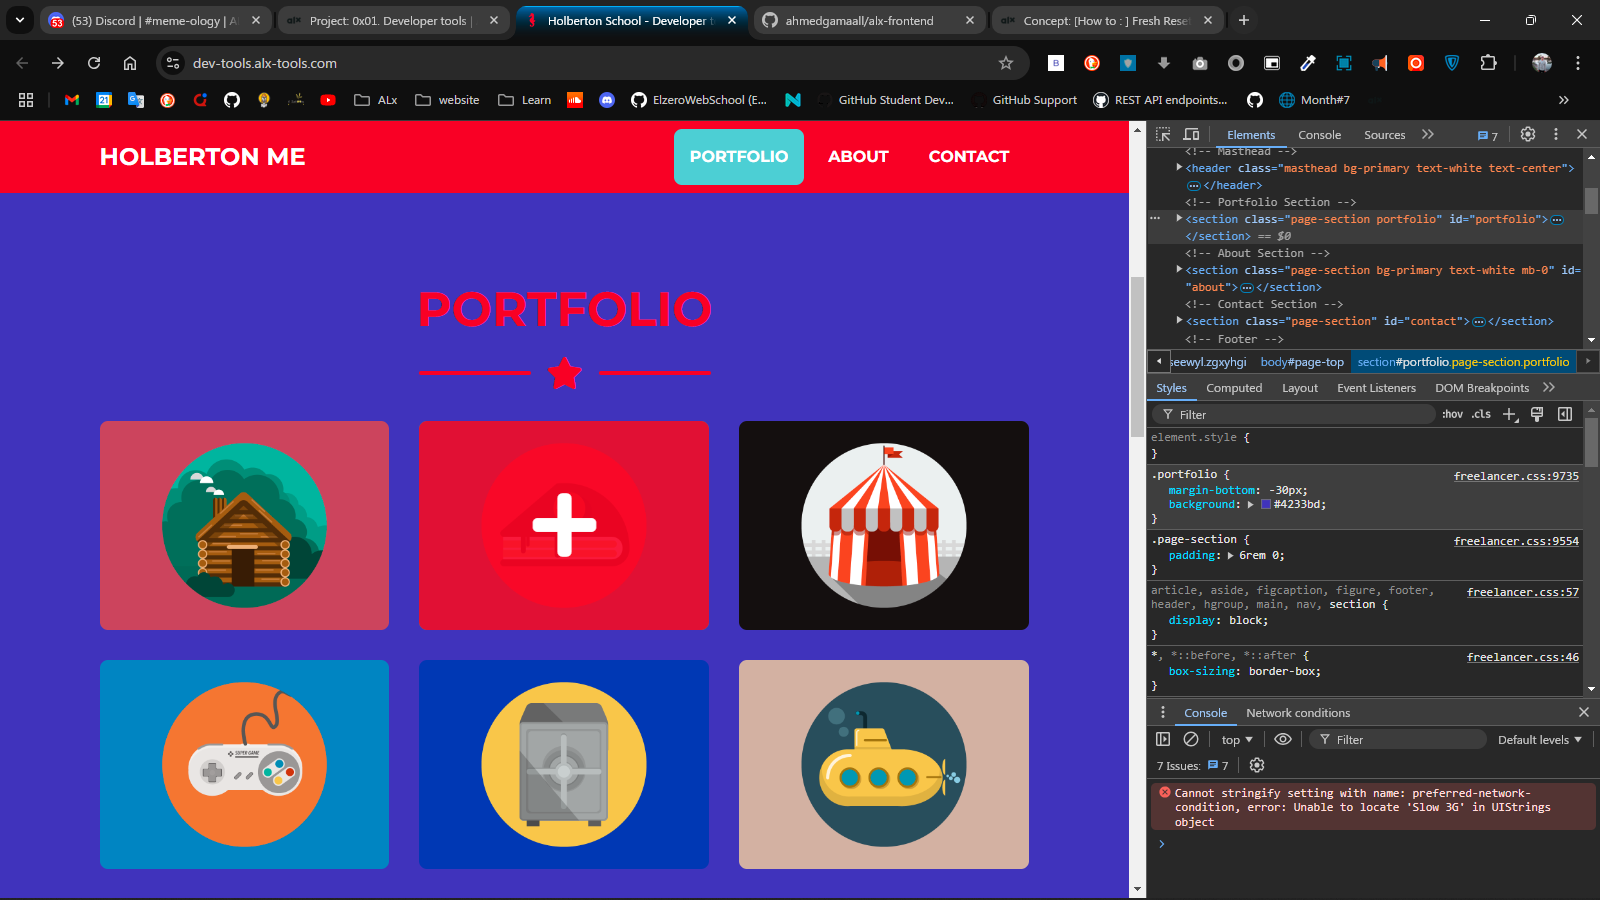 (53) Discord | #meme-ology | A
Project: 0x01. Developer tools |
Holberton School - Developer t
ahmedgamaall/alx-frontend
Concept: [How to : ] Fresh Rese
dev-tools.alx-tools.com
ALx
website
Learn
ElzeroWebSchool (E...
GitHub Student Dev...
GitHub Support
REST API endpoints...
Month#7
HOLBERTON ME
PORTFOLIO
ABOUT
CONTACT
PORTFOLIO
SUPER GAME
Elements
Console
Sources
7
<!-- Masthead -->
<header class="masthead bg-primary text-white text-center">
</header>
<!-- Portfolio Section -->
<section class="page-section portfolio" id="portfolio">
</section> == $0
<!-- About Section -->
<section class="page-section bg-primary text-white mb-0" id=
"about"> </section>
<!-- Contact Section -->
<section class="page-section" id="contact"> </section>
<!-- Footer -->
seewyl.zgxyhgi
body#page-top
section#portfolio.page-section.portfolio
Styles
Computed
Layout
Event Listeners
DOM Breakpoints
Filter
:hov
.cls
element.style {
}
.portfolio {
freelancer.css:9735
margin-bottom: -30px;
background: #4233bd;
}
.page-section {
freelancer.css:9554
padding: 6rem 0;
}
article, aside, figcaption, figure, footer,
freelancer.css:57
header, hgroup, main, nav, section {
display: block;
}
*, *::before, *::after {
freelancer.css:46
box-sizing: border-box;
}
Console
Network conditions
top
Filter
Default levels
7 Issues: 7
Cannot stringify setting with name: preferred-network-
condition, error: Unable to locate 'Slow 3G' in UIStrings
object